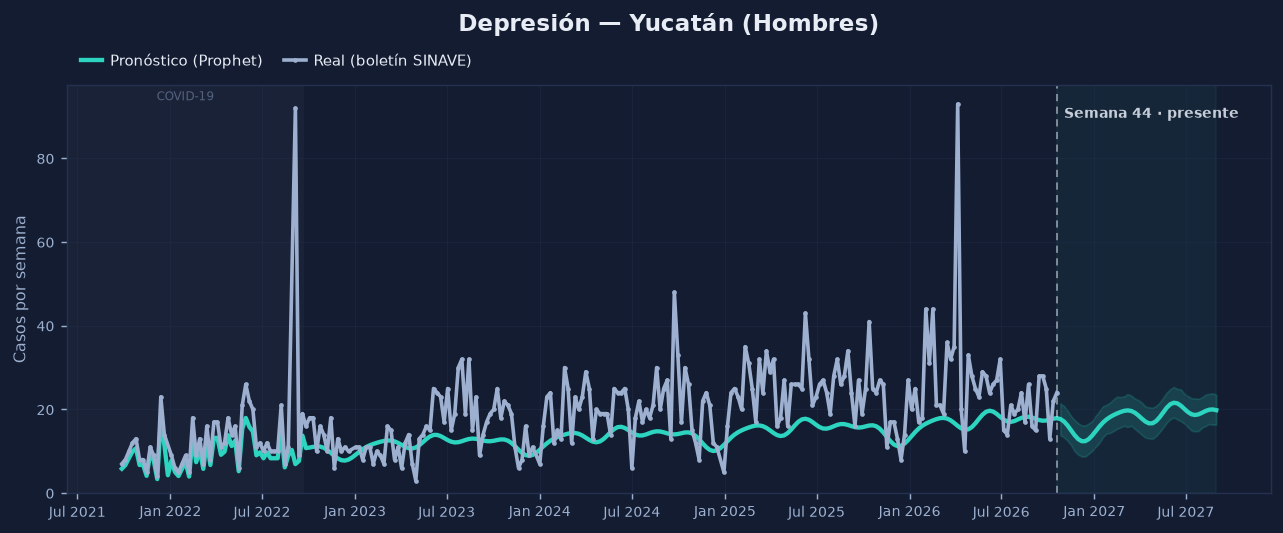 Depresión — Yucatán (Hombres)
Pronóstico (Prophet)
Real (boletín SINAVE)
COVID-19
Semana 44 · presente
Casos por semana
80
60
40
20
0
Jul 2021
Jan 2022
Jul 2022
Jan 2023
Jul 2023
Jan 2024
Jul 2024
Jan 2025
Jul 2025
Jan 2026
Jul 2026
Jan 2027
Jul 2027